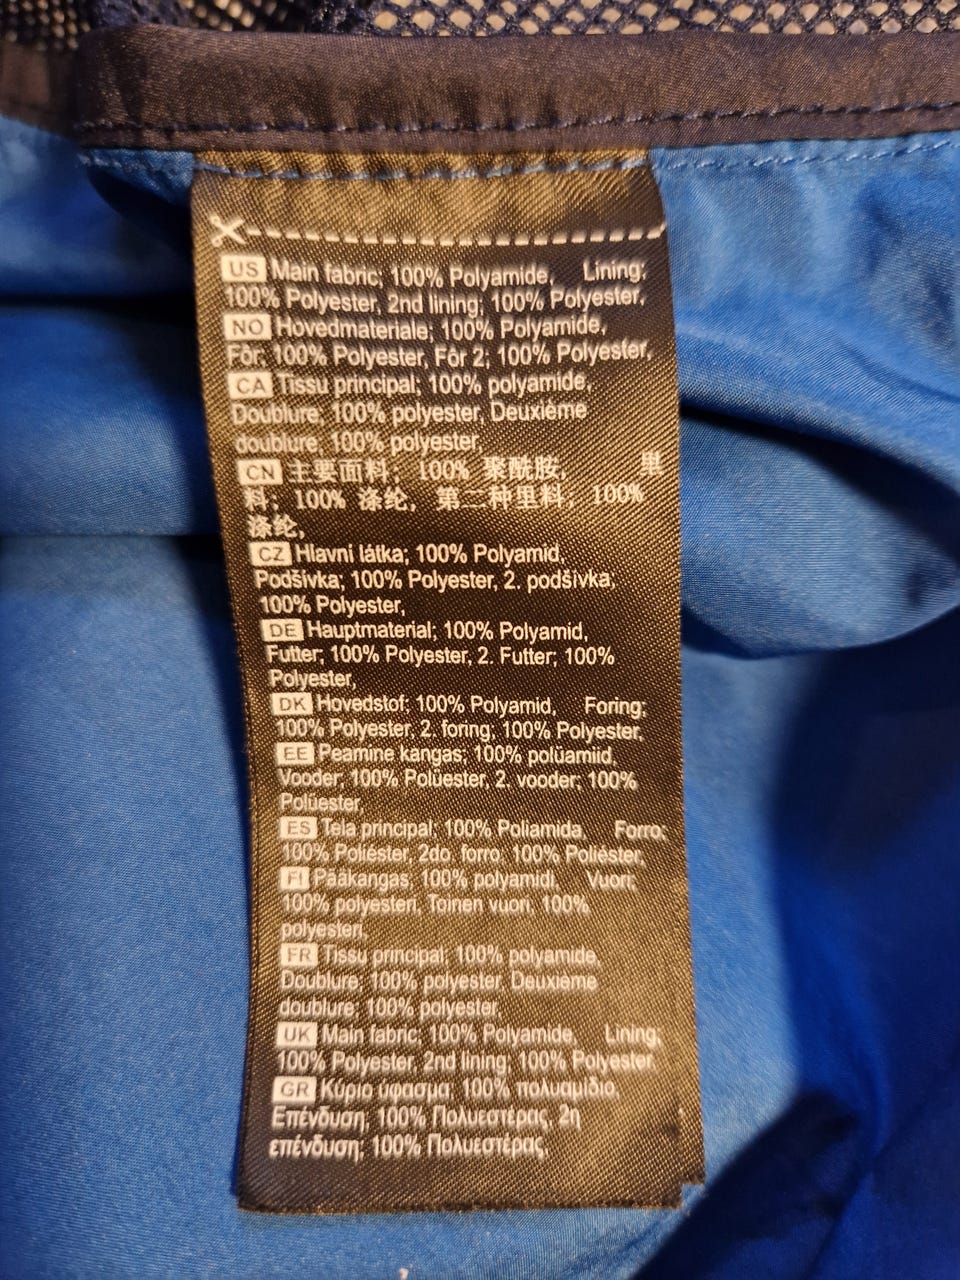 US Main fabric; 100% Polyamide, Lining;
100% Polyester, 2nd lining; 100% Polyester,
NO Hovedmateriale; 100% Polyamide,
Fôr; 100% Polyester, Fôr 2; 100% Polyester,
CA Tissu principal; 100% polyamide,
Doublure; 100% polyester, Deuxième
doublure, 100% polyester,
CN 主要面料; 100% 聚酰胺, 里
料; 100% 涤纶, 第二种里料; 100%
涤纶,
CZ Hlavní látka; 100% Polyamid,
Podšívka; 100% Polyester, 2. podšívka;
100% Polyester,
DE Hauptmaterial; 100% Polyamid,
Futter; 100% Polyester, 2. Futter; 100%
Polyester,
DK Hovedstof; 100% Polyamid, Foring;
100% Polyester, 2. foring; 100% Polyester,
EE Peamine kangas; 100% polüamiid,
Vooder; 100% Polüester, 2. vooder; 100%
Polüester,
ES Tela principal; 100% Poliamida, Forro;
100% Poliéster, 2do. forro; 100% Poliéster,
FI Pääkangas, 100% polyamidi, Vuori;
100% polyesteri, Toinen vuori, 100%
polyesteri,
FR Tissu principal; 100% polyamide,
Doublure; 100% polyester, Deuxième
doublure, 100% polyester,
UK Main fabric; 100% Polyamide, Lining;
100% Polyester, 2nd lining; 100% Polyester,
GR Κύριο ύφασμα; 100% πολυαμίδιο,
Επένδυση; 100% Πολυεστέρας, 2η
επένδυση; 100% Πολυεστέρας,